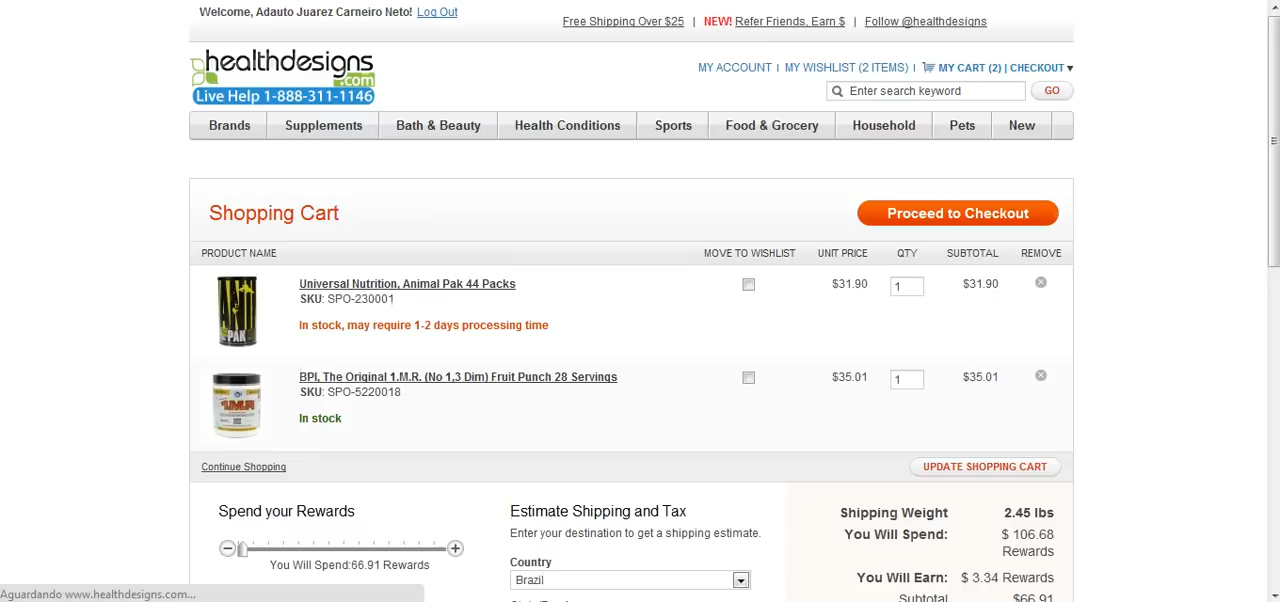 Welcome, Adauto Juarez Carneiro Neto! Log Out
Free Shipping Over $25 | NEW! Refer Friends, Earn $ | Follow @healthdesigns
healthdesigns
.com
Live Help 1-888-311-1146
MY ACCOUNT | MY WISHLIST (2 ITEMS) | MY CART (2) | CHECKOUT
Enter search keyword GO
Brands Supplements Bath & Beauty Health Conditions Sports Food & Grocery Household Pets New
Shopping Cart Proceed to Checkout
PRODUCT NAME MOVE TO WISHLIST UNIT PRICE QTY SUBTOTAL REMOVE
Universal Nutrition, Animal Pak 44 Packs $31.90 1 $31.90
SKU: SPO-230001
In stock, may require 1-2 days processing time
PAK
BPI, The Original 1.M.R. (No 1,3 Dim) Fruit Punch 28 Servings $35.01 1 $35.01
SKU: SPO-5220018
In stock
Continue Shopping UPDATE SHOPPING CART
Spend your Rewards
You Will Spend:66.91 Rewards
Estimate Shipping and Tax
Enter your destination to get a shipping estimate.
Country
Brazil
Shipping Weight 2.45 lbs
You Will Spend: $ 106.68
Rewards
You Will Earn: $ 3.34 Rewards
Subtotal $66.91
Aguardando www.healthdesigns.com...